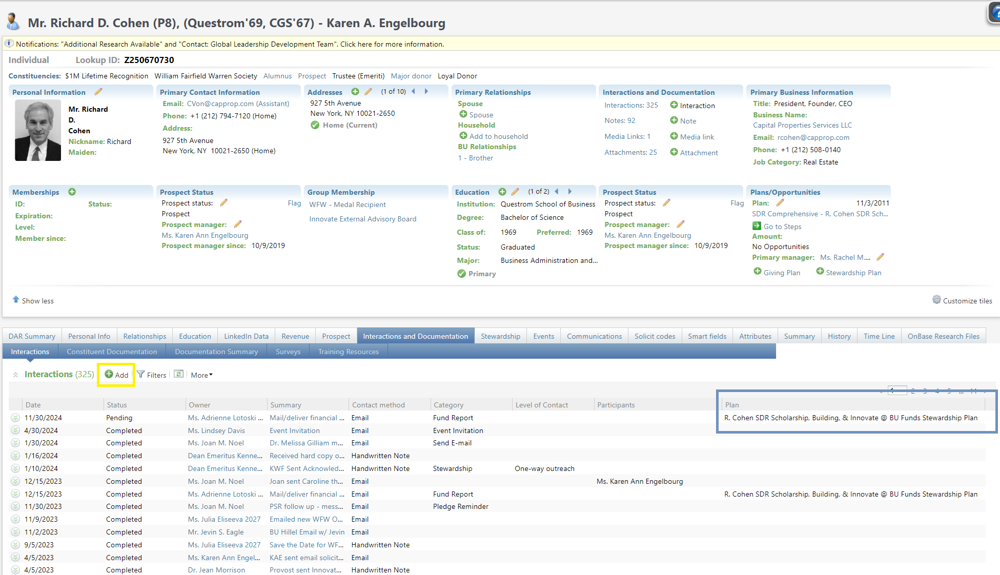 Mr. Richard D. Cohen (P8), (Questrom'69, CGS'67) - Karen A. Engelbourg
Notifications: "Additional Research Available" and "Contact: Global Leadership Development Team". Click here for more information.
Individual Lookup ID: Z250670730
Constituencies: $1M Lifetime Recognition William Fairfield Warren Society Alumnus Prospect Trustee (Emeriti) Major donor Loyal Donor
Personal Information
Mr. Richard
D.
Cohen
Nickname: Richard
Maiden:
Primary Contact Information
Email: CVon@capprop.com (Assistant)
Phone: +1 (212) 794-7120 (Home)
Address:
927 5th Avenue
New York, NY 10021-2650 (Home)
Addresses (1 of 10)
927 5th Avenue
New York, NY 10021-2650
Home (Current)
Primary Relationships
Spouse
Spouse
Household
Add to household
BU Relationships
1 - Brother
Interactions and Documentation
Interactions: 325 Interaction
Notes: 92 Note
Media Links: 1 Media link
Attachments: 25 Attachment
Primary Business Information
Title: President, Founder, CEO
Business Name:
Capital Properties Services LLC
Email: rcohen@capprop.com
Phone: +1 (212) 508-0140
Job Category: Real Estate
Memberships
ID: Status:
Expiration:
Level:
Member since:
Prospect Status
Prospect status: Flag
Prospect
Prospect manager:
Ms. Karen Ann Engelbourg
Prospect manager since: 10/9/2019
Group Membership
WFW - Medal Recipient
Innovate External Advisory Board
Education (1 of 2)
Institution: Questrom School of Business
Degree: Bachelor of Science
Class of: 1969 Preferred: 1969
Status: Graduated
Major: Business Administration and...
Primary
Prospect Status
Prospect status: Flag
Prospect
Prospect manager:
Ms. Karen Ann Engelbourg
Prospect manager since: 10/9/2019
Plans/Opportunities
Plan: 11/3/2011
SDR Comprehensive - R. Cohen SDR Sch...
Go to Steps
Amount:
No Opportunities
Primary manager: Ms. Rachel M....
Giving Plan Stewardship Plan
Show less Customize tiles
DAR Summary Personal Info Relationships Education LinkedIn Data Revenue Prospect Interactions and Documentation Stewardship Events Communications Solicit codes Smart fields Attributes Summary History Time Line OnBase Research Files
Interactions Constituent Documentation Documentation Summary Surveys Training Resources
Interactions (325) Add Filters More
1 2 3 4 5 ... 11
Date Status Owner Summary Contact method Category Level of Contact Participants Plan
11/30/2024 Pending Ms. Adrienne Lotoski ... Mail/deliver financial ... Email Fund Report R. Cohen SDR Scholarship, Building, & Innovate @ BU Funds Stewardship Plan
4/30/2024 Completed Ms. Lindsey Davis Event Invitation Email Event Invitation
1/30/2024 Completed Ms. Joan M. Noel Dr. Melissa Gilliam m... Email Send E-mail
1/16/2024 Completed Dean Emeritus Kenne... Received hard copy o... Handwritten Note
1/10/2024 Completed Dean Emeritus Kenne... KWF Sent Acknowled... Handwritten Note Stewardship One-way outreach
12/15/2023 Completed Ms. Joan M. Noel Joan sent Caroline th... Email Ms. Karen Ann Engelbourg
12/15/2023 Completed Ms. Adrienne Lotoski ... Mail/deliver financial ... Email Fund Report R. Cohen SDR Scholarship, Building, & Innovate @ BU Funds Stewardship Plan
11/30/2023 Completed Ms. Joan M. Noel PSR follow up - mess... Email Pledge Reminder
11/9/2023 Completed Ms. Julia Eliseeva 2027 Emailed new WFW O... Email
11/2/2023 Completed Mr. Jevin S. Eagle BU Hillel Email w/ Jevin Email
9/5/2023 Completed Ms. Julia Eliseeva 2027 Save the Date for WF... Handwritten Note
4/5/2023 Completed Ms. Karen Ann Engel... KAE sent email solicit... Email
4/5/2023 Completed Dr. Jean Morrison Provost sent Innovat... Handwritten Note